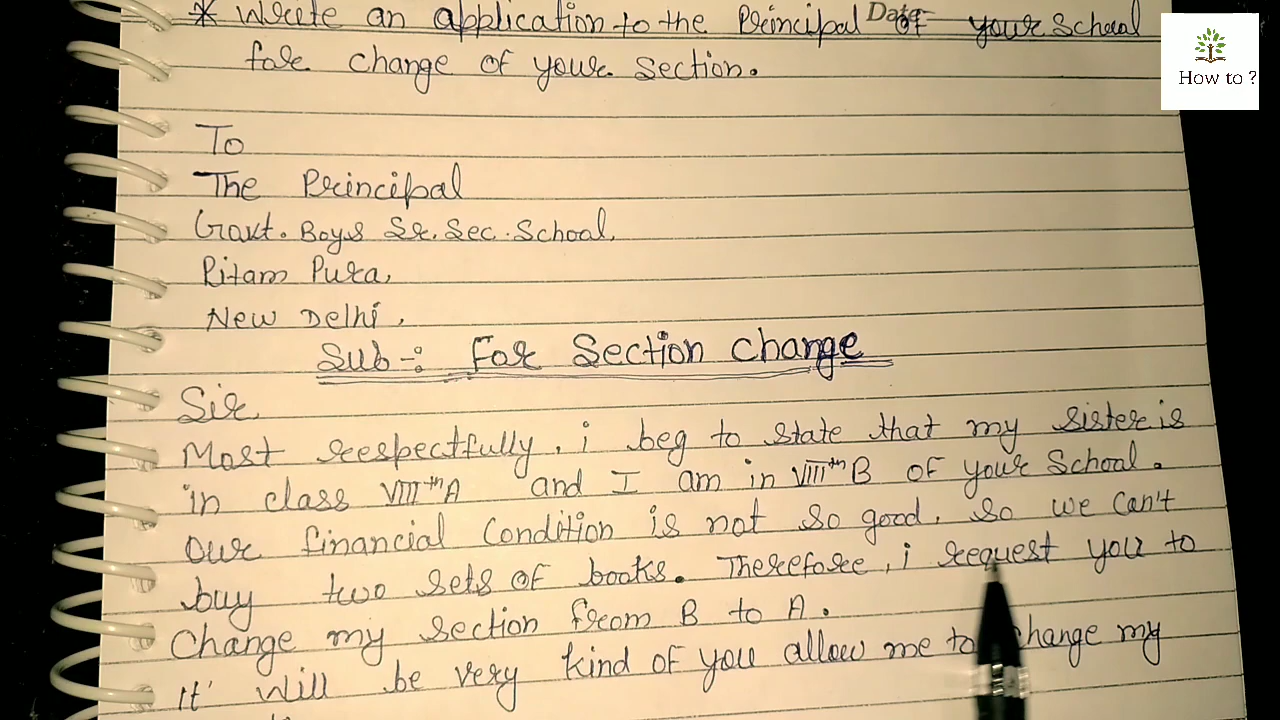 * Write an application to the Principal of your School
Date
How to ?
for change of your section.
To
The Principal
Govt. Boys Sr. Sec. School,
Pitam Pura,
New Delhi,
Sub-: For Section Change
Sir,
Most respectfully, i beg to state that my sister is
in class VIIIth A and I am in VIIIth B of your School.
Our financial Condition is not so good, So we Can't
buy two sets of books. Therefore, i request you to
Change my section from B to A.
It will be very kind of you allow me to change my